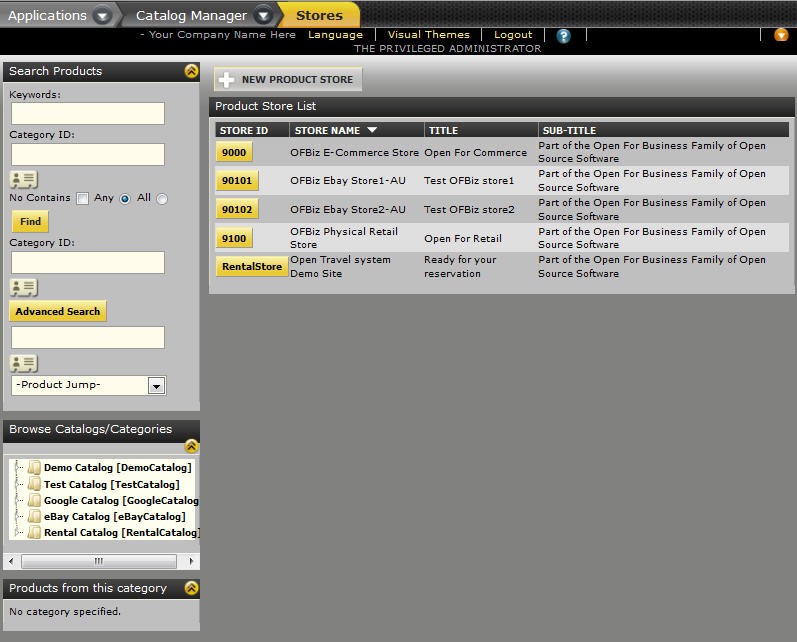 Applications Catalog Manager Stores
- Your Company Name Here Language Visual Themes Logout ?
THE PRIVILEGED ADMINISTRATOR
Search Products
Keywords:
Category ID:
No Contains Any All
Find
Category ID:
Advanced Search
-Product Jump-
Browse Catalogs/Categories
Demo Catalog [DemoCatalog]
Test Catalog [TestCatalog]
Google Catalog [GoogleCatalog
eBay Catalog [eBayCatalog]
Rental Catalog [RentalCatalog]
Products from this category
No category specified.
NEW PRODUCT STORE
Product Store List
STORE ID STORE NAME TITLE SUB-TITLE
9000 OFBiz E-Commerce Store Open For Commerce Part of the Open For Business Family of Open
Source Software
90101 OFBiz Ebay Store1-AU Test OFBiz store1 Part of the Open For Business Family of Open
Source Software
90102 OFBiz Ebay Store2-AU Test OFBiz store2 Part of the Open For Business Family of Open
Source Software
9100 OFBiz Physical Retail Open For Retail Part of the Open For Business Family of Open
Store Source Software
RentalStore Open Travel system Ready for your Part of the Open For Business Family of Open
Demo Site reservation Source Software